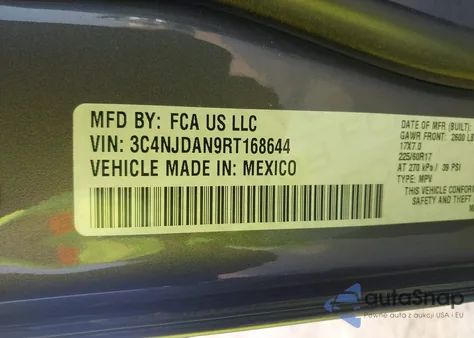 MFD BY: FCA US LLC
VIN: 3C4NJDAN9RT168644
VEHICLE MADE IN: MEXICO
DATE OF MFR (BUILT):
GAWR FRONT: 2600 LB
17X7.0
225/60R17
AT 270 kPa / 39 PSI
TYPE: MPV
THIS VEHICLE CONFORMS
SAFETY AND THEFT
autoSnap
Pewne auta z aukcji USA i EU